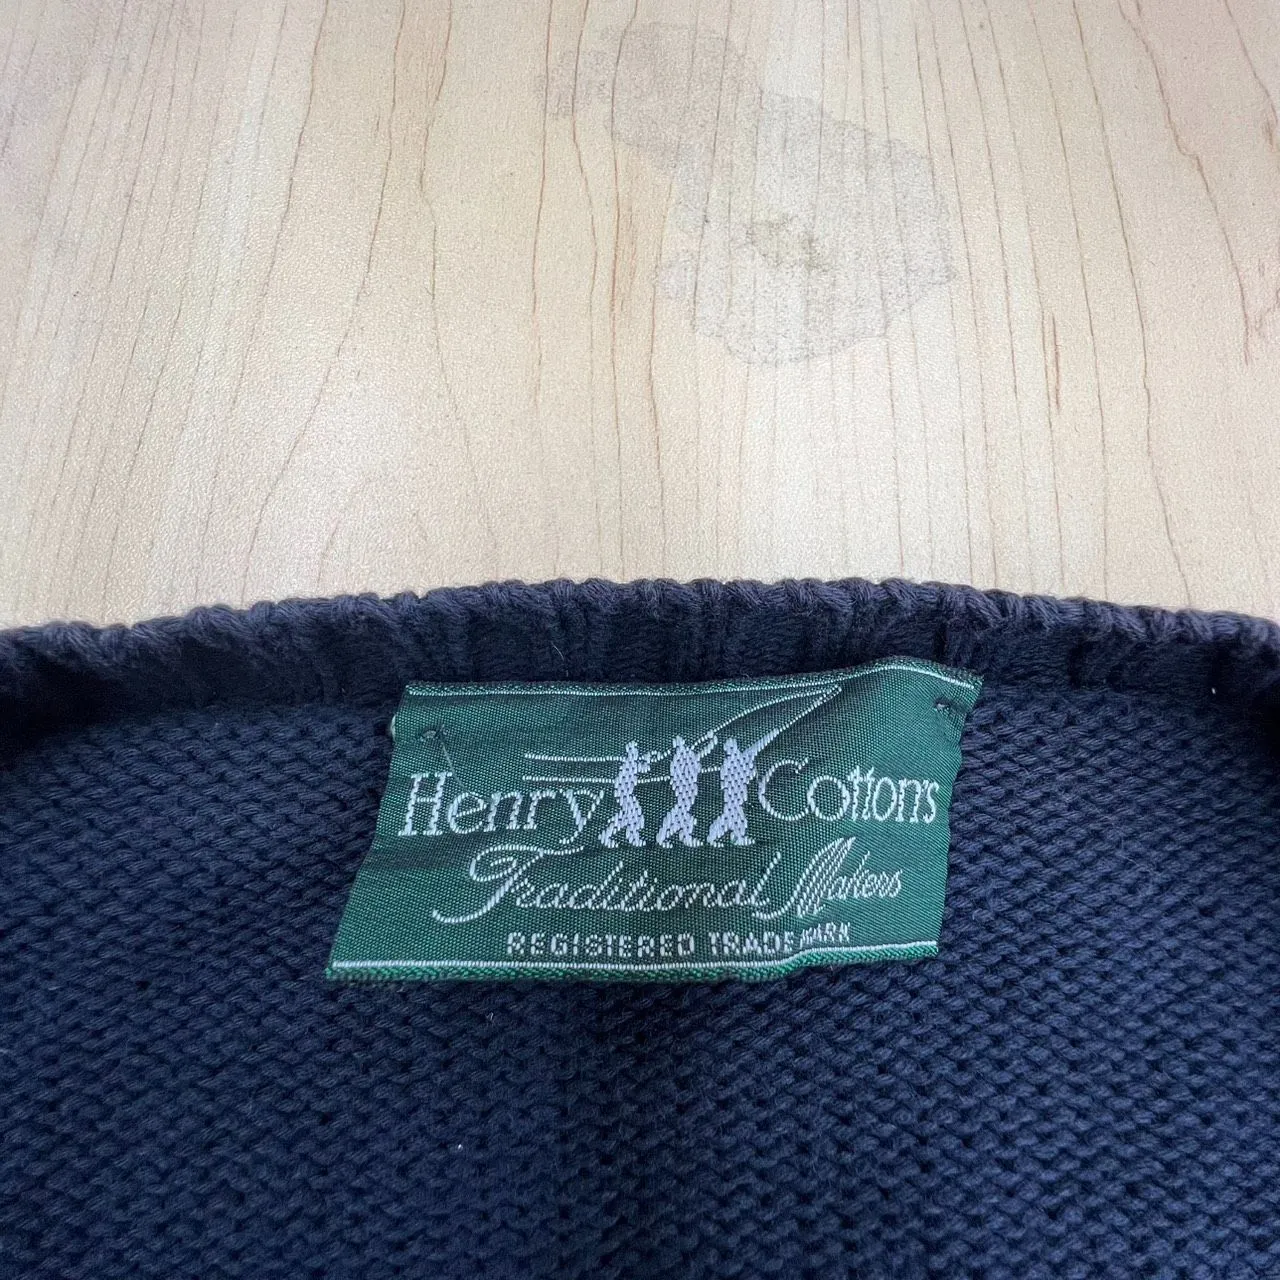 Henry Cotton's
Traditional Makers
REGISTERED TRADE MARK